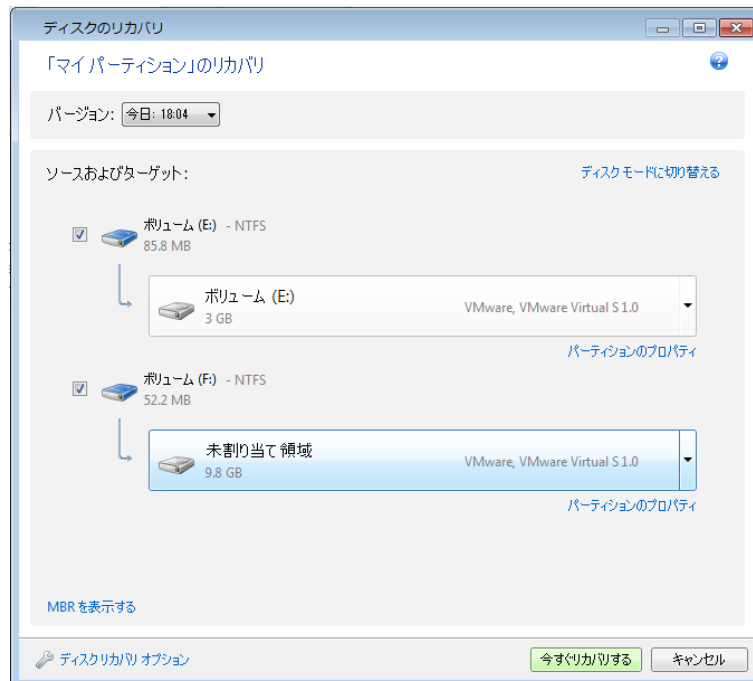 ディスクのリカバリ
「マイ パーティション」のリカバリ
バージョン: 今日: 18:04
ソースおよびターゲット: ディスク モードに切り替える
ボリューム (E:) - NTFS
85.8 MB
ボリューム (E:) VMware, VMware Virtual S 1.0
3 GB
パーティションのプロパティ
ボリューム (F:) - NTFS
52.2 MB
未割り当て領域 VMware, VMware Virtual S 1.0
9.8 GB
パーティションのプロパティ
MBR を表示する
ディスク リカバリ オプション 今すぐリカバリする キャンセル